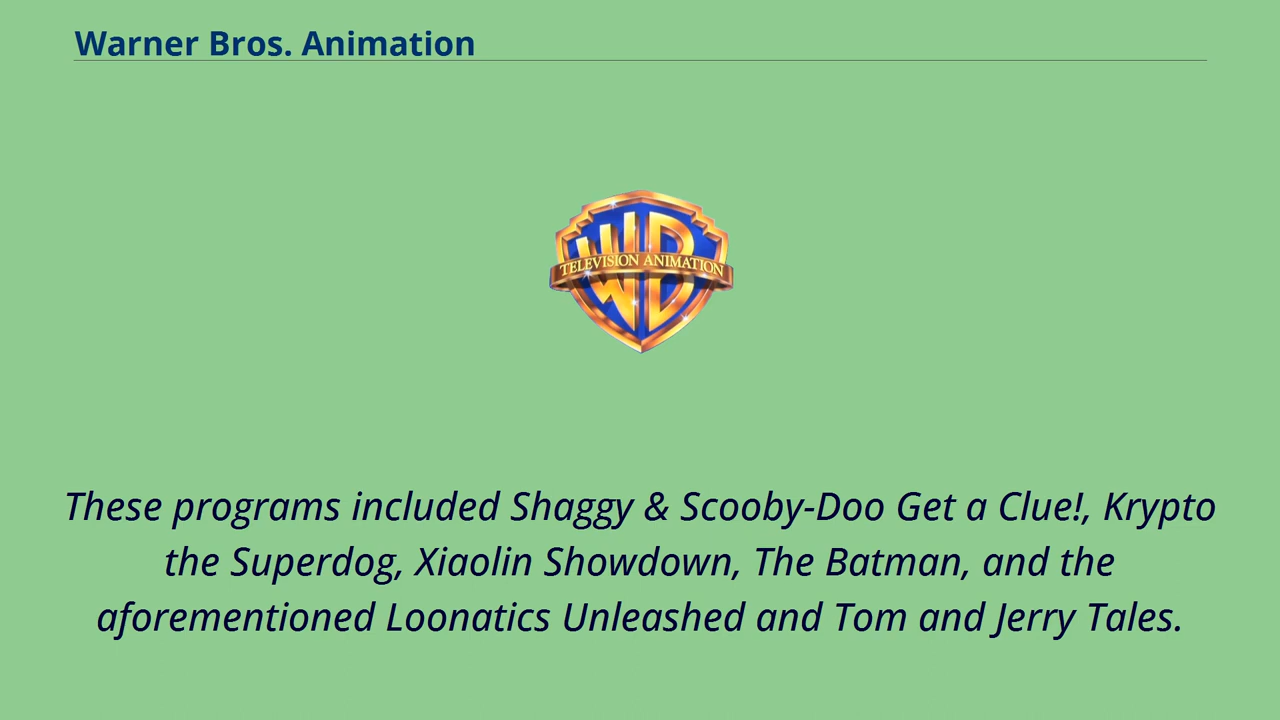 Warner Bros. Animation
WB
TELEVISION ANIMATION
These programs included Shaggy & Scooby-Doo Get a Clue!, Krypto
the Superdog, Xiaolin Showdown, The Batman, and the
aforementioned Loonatics Unleashed and Tom and Jerry Tales.